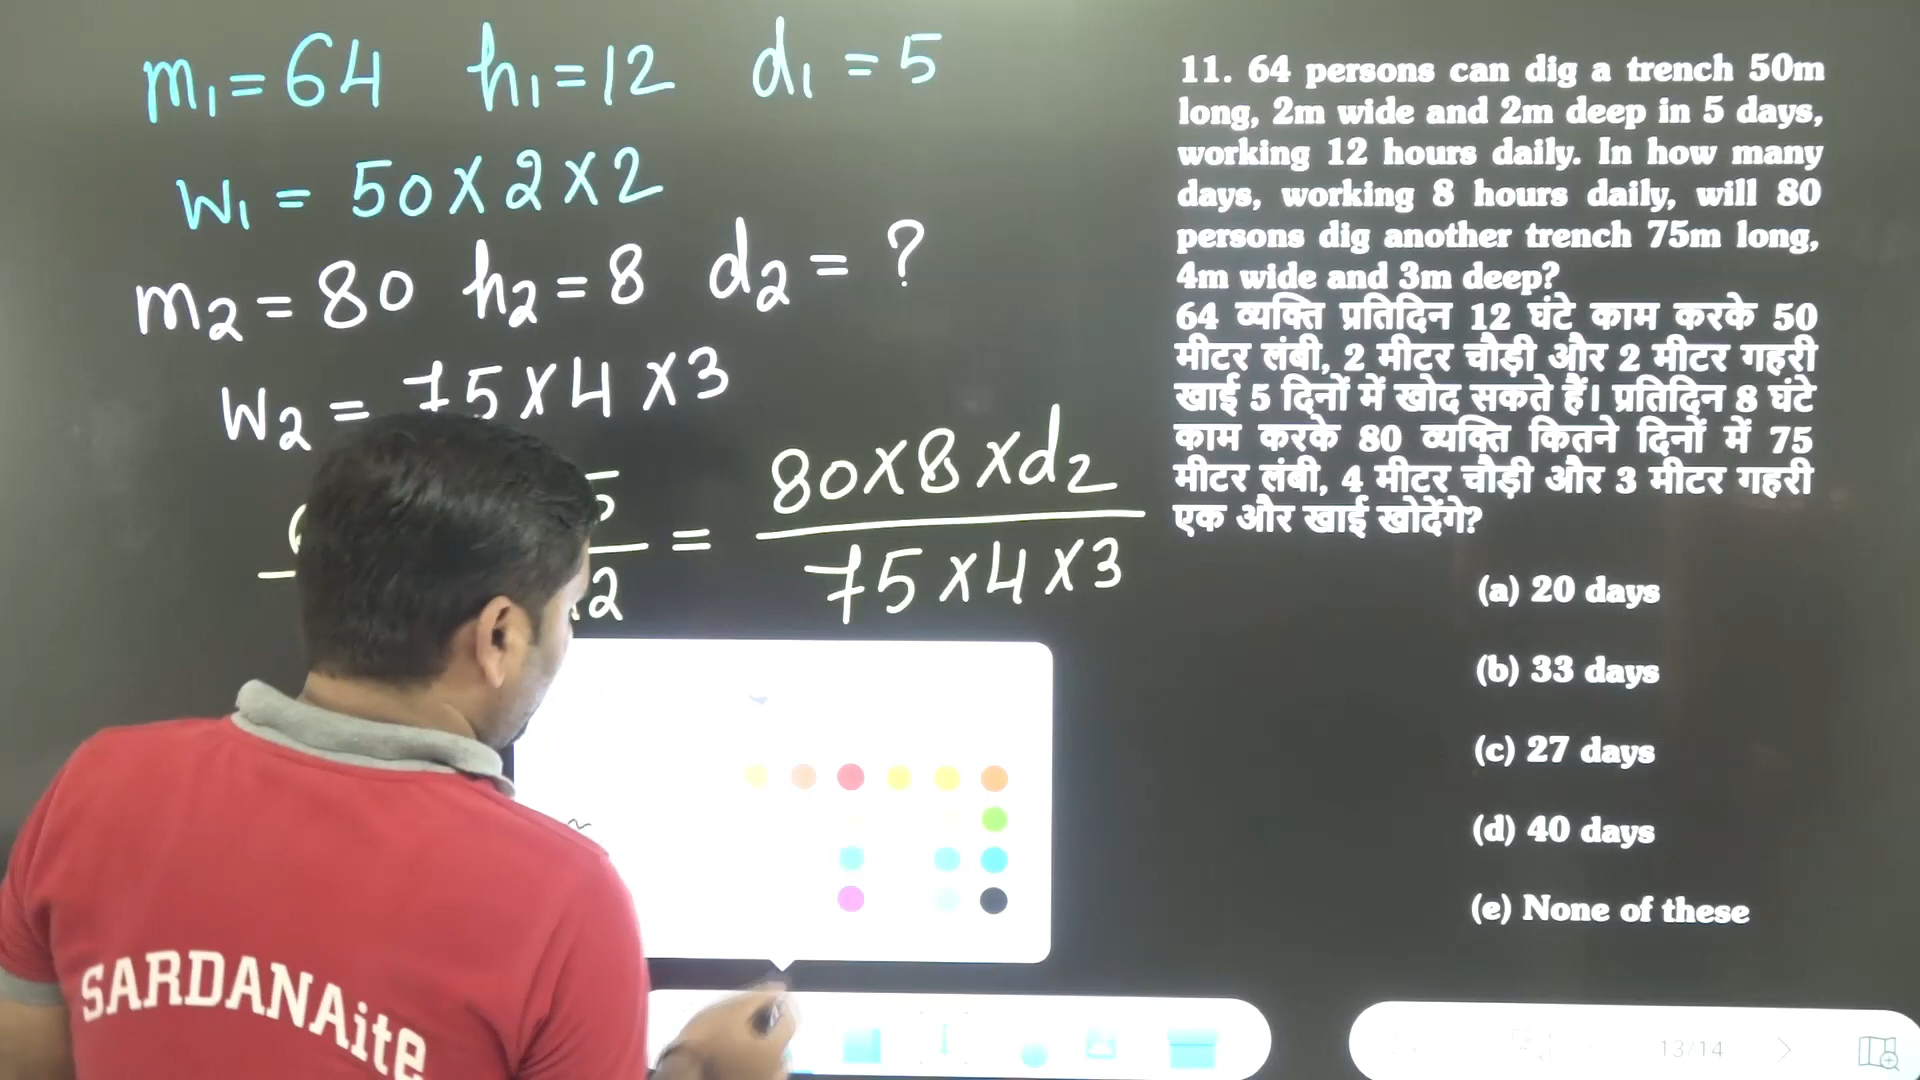 m₁ = 64 h₁ = 12 d₁ = 5
w₁ = 50 × 2 × 2
m₂ = 80 h₂ = 8 d₂ = ?
w₂ = 75 × 4 × 3
5 = 80 × 8 × d₂
2 75 × 4 × 3
11. 64 persons can dig a trench 50m
long, 2m wide and 2m deep in 5 days,
working 12 hours daily. In how many
days, working 8 hours daily, will 80
persons dig another trench 75m long,
4m wide and 3m deep?
64 व्यक्ति प्रतिदिन 12 घंटे काम करके 50
मीटर लंबी, 2 मीटर चौड़ी और 2 मीटर गहरी
खाई 5 दिनों में खोद सकते हैं। प्रतिदिन 8 घंटे
काम करके 80 व्यक्ति कितने दिनों में 75
मीटर लंबी, 4 मीटर चौड़ी और 3 मीटर गहरी
एक और खाई खोदेंगे?
(a) 20 days
(b) 33 days
(c) 27 days
(d) 40 days
(e) None of these
SARDANAite
13/14